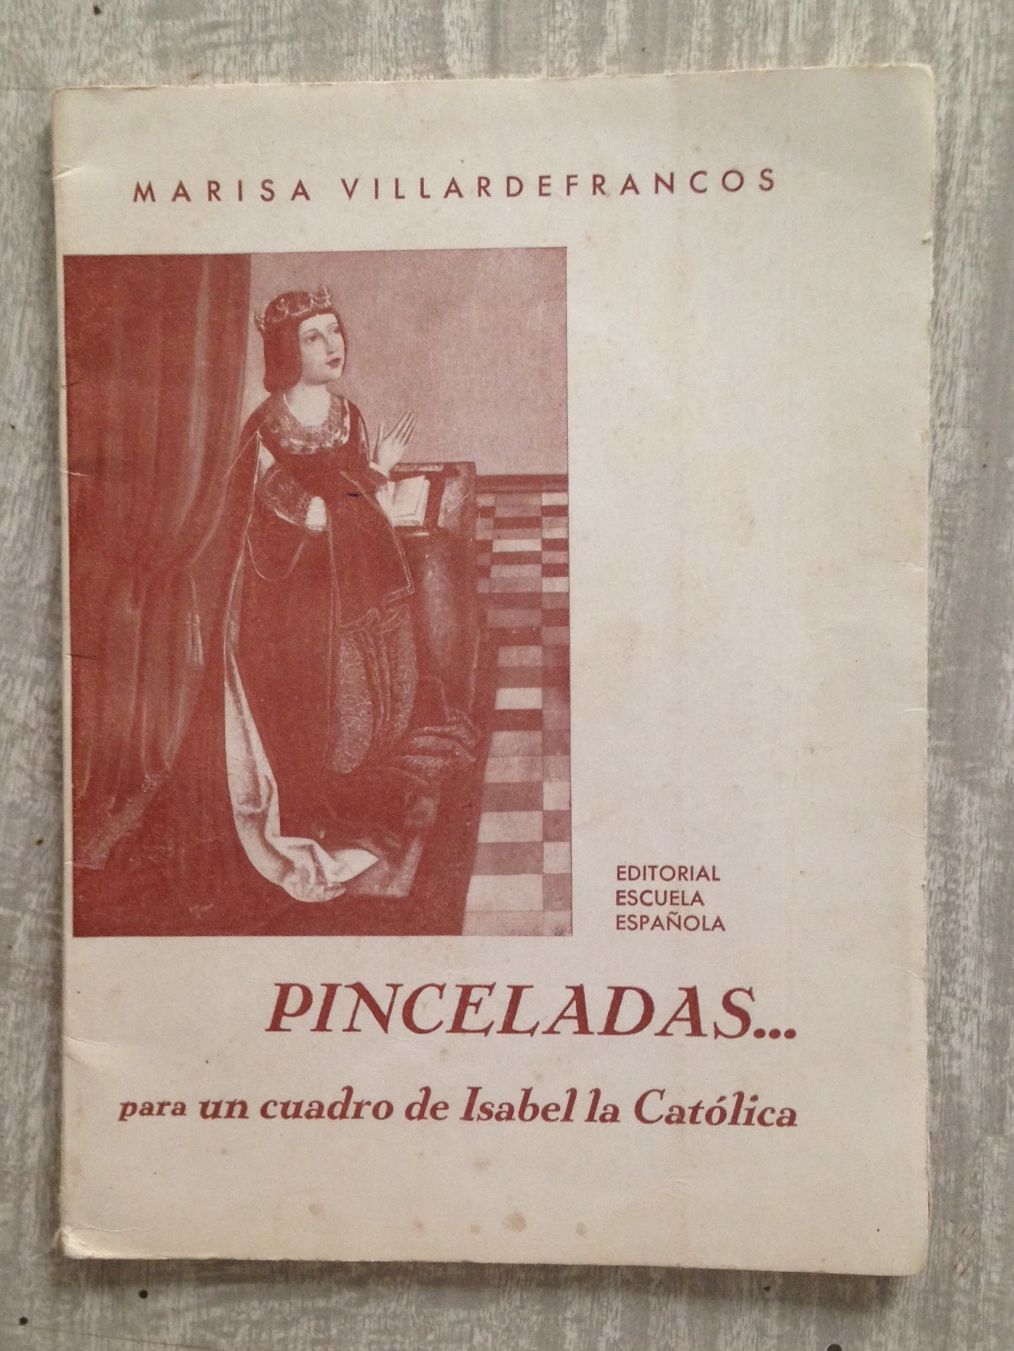 MARISA VILLARDEFRANCOS
EDITORIAL
ESCUELA
ESPAÑOLA
PINCELADAS...
para un cuadro de Isabel la Católica